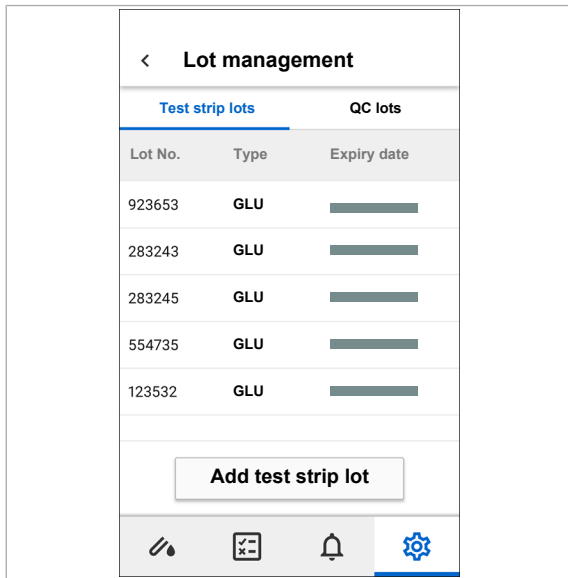 Lot management
Test strip lots QC lots
Lot No. Type Expiry date
923653 GLU
283243 GLU
283245 GLU
554735 GLU
123532 GLU
Add test strip lot